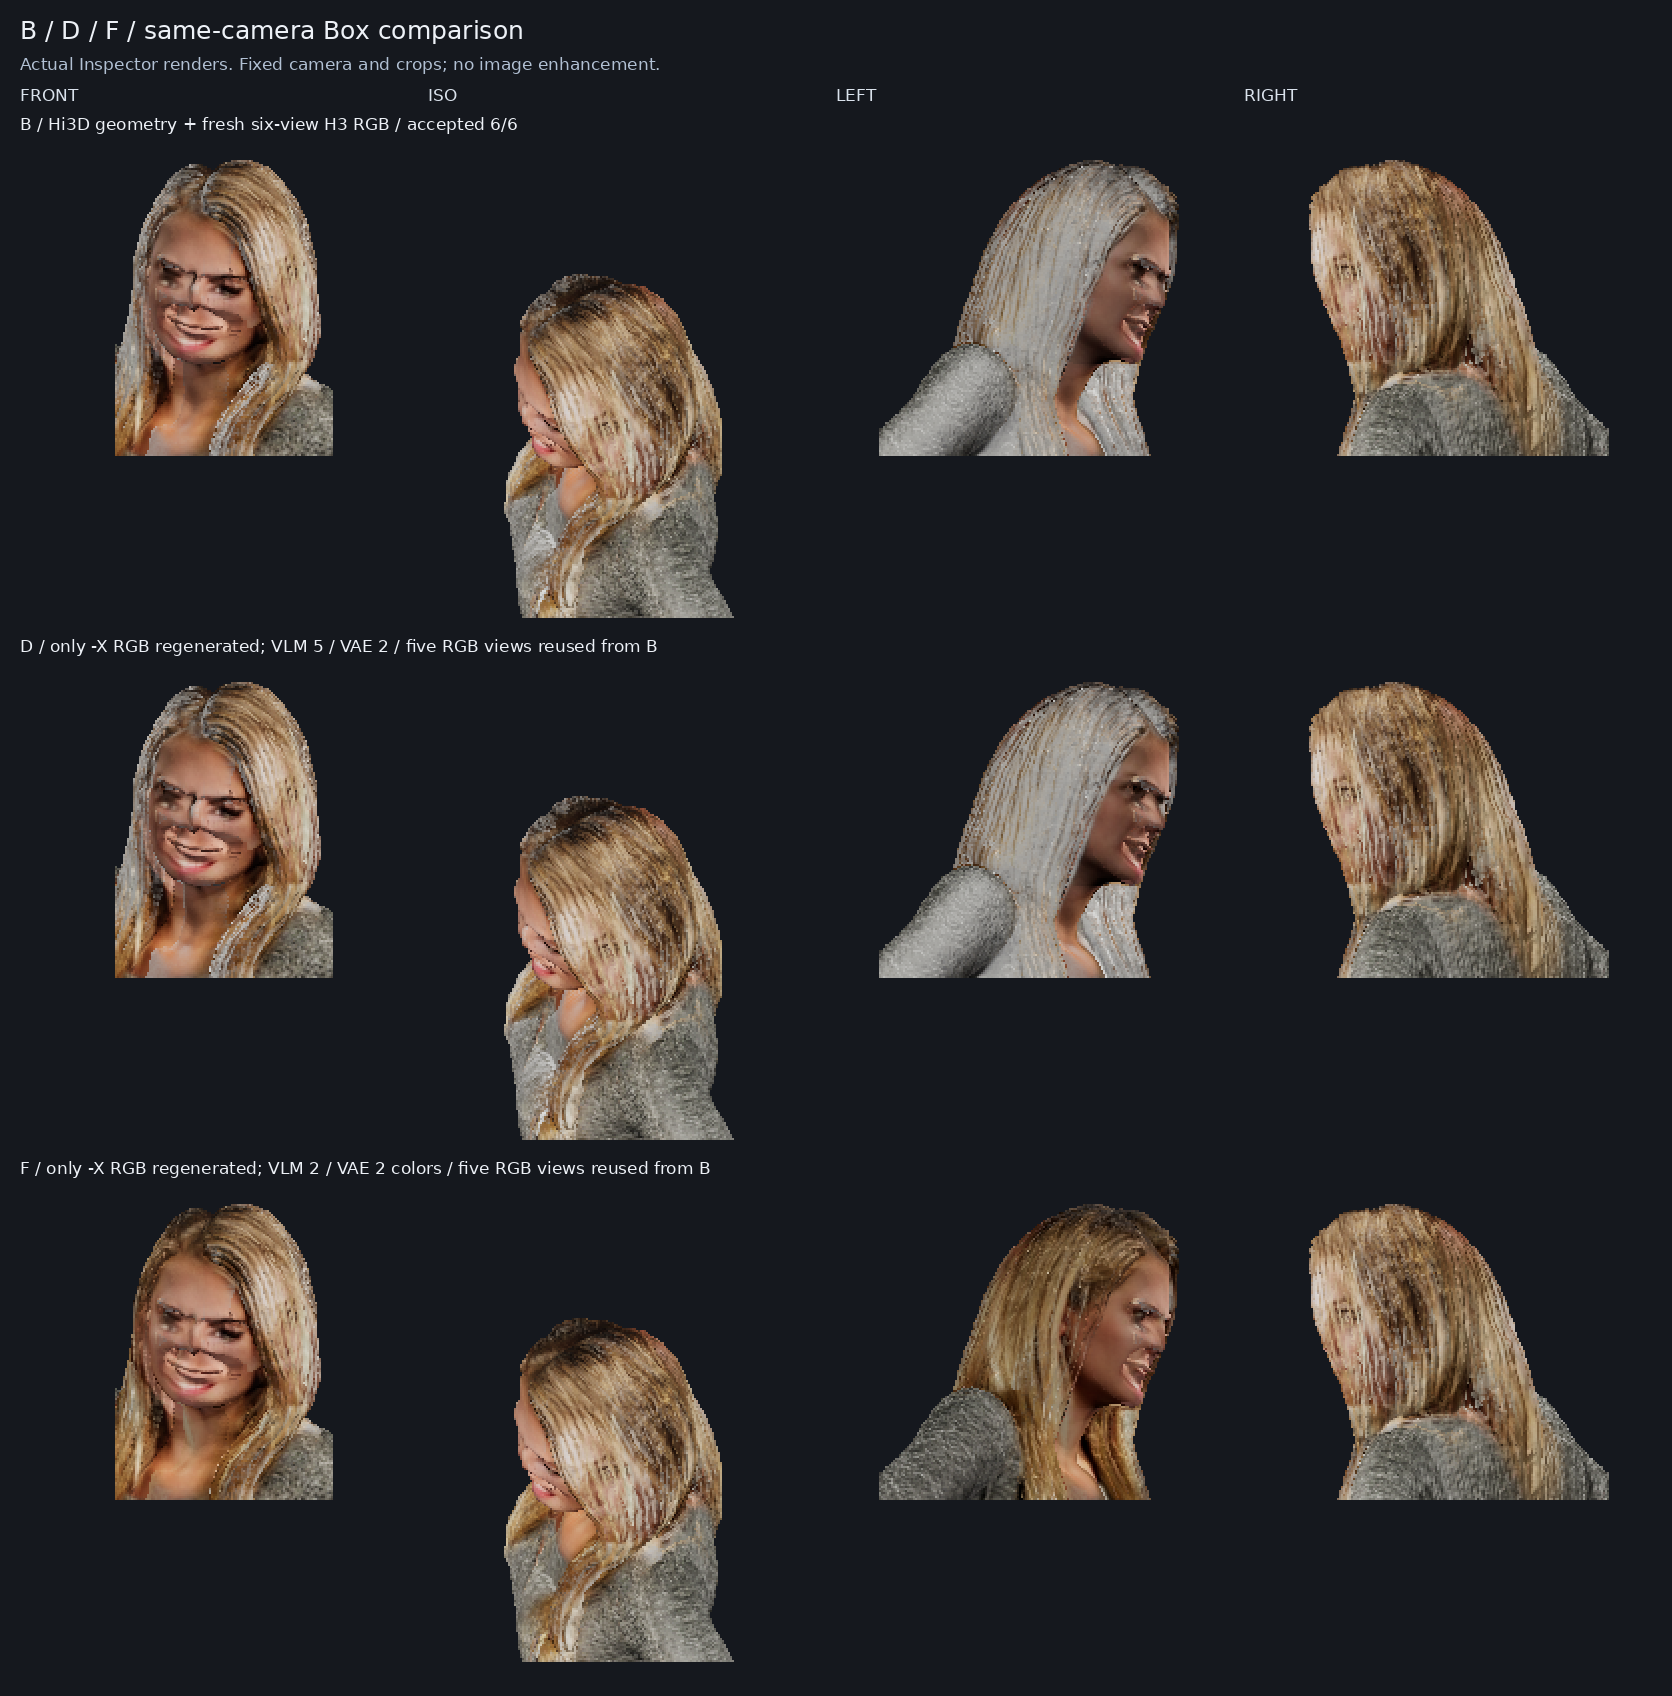 B / D / F / same-camera Box comparison
Actual Inspector renders. Fixed camera and crops; no image enhancement.
FRONT ISO LEFT RIGHT
B / Hi3D geometry + fresh six-view H3 RGB / accepted 6/6
D / only -X RGB regenerated; VLM 5 / VAE 2 / five RGB views reused from B
F / only -X RGB regenerated; VLM 2 / VAE 2 colors / five RGB views reused from B